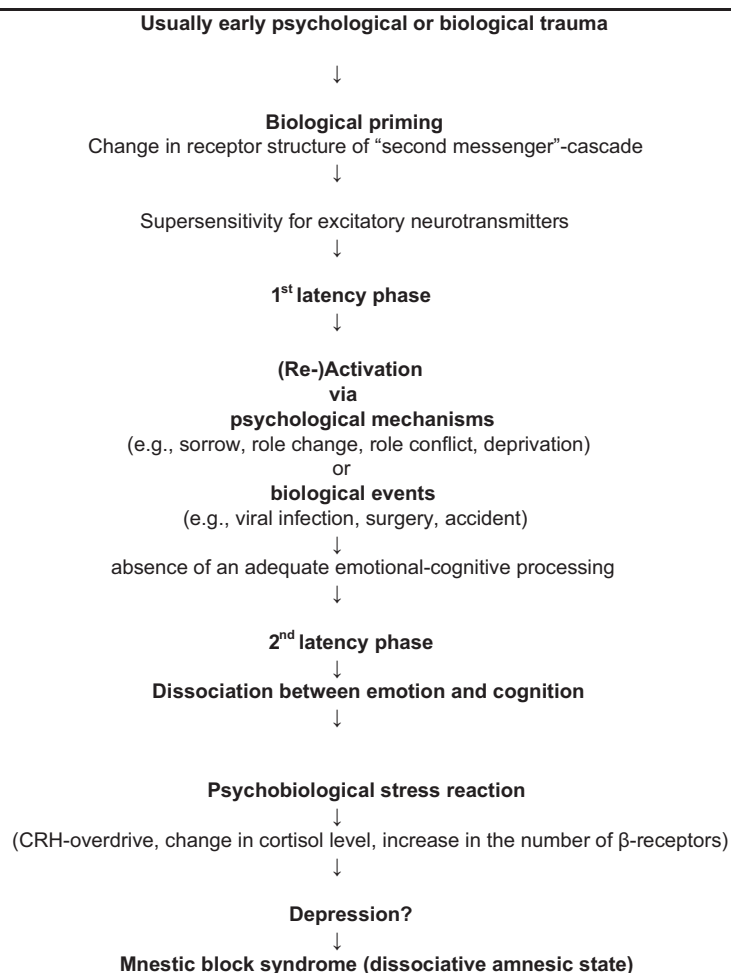 Usually early psychological or biological trauma
↓
Biological priming
Change in receptor structure of “second messenger”-cascade
↓
Supersensitivity for excitatory neurotransmitters
↓
1st latency phase
↓
(Re-)Activation
via
psychological mechanisms
(e.g., sorrow, role change, role conflict, deprivation)
or
biological events
(e.g., viral infection, surgery, accident)
↓
absence of an adequate emotional-cognitive processing
↓
2nd latency phase
↓
Dissociation between emotion and cognition
↓
Psychobiological stress reaction
↓
(CRH-overdrive, change in cortisol level, increase in the number of β-receptors)
↓
Depression?
↓
Mnestic block syndrome (dissociative amnesic state)